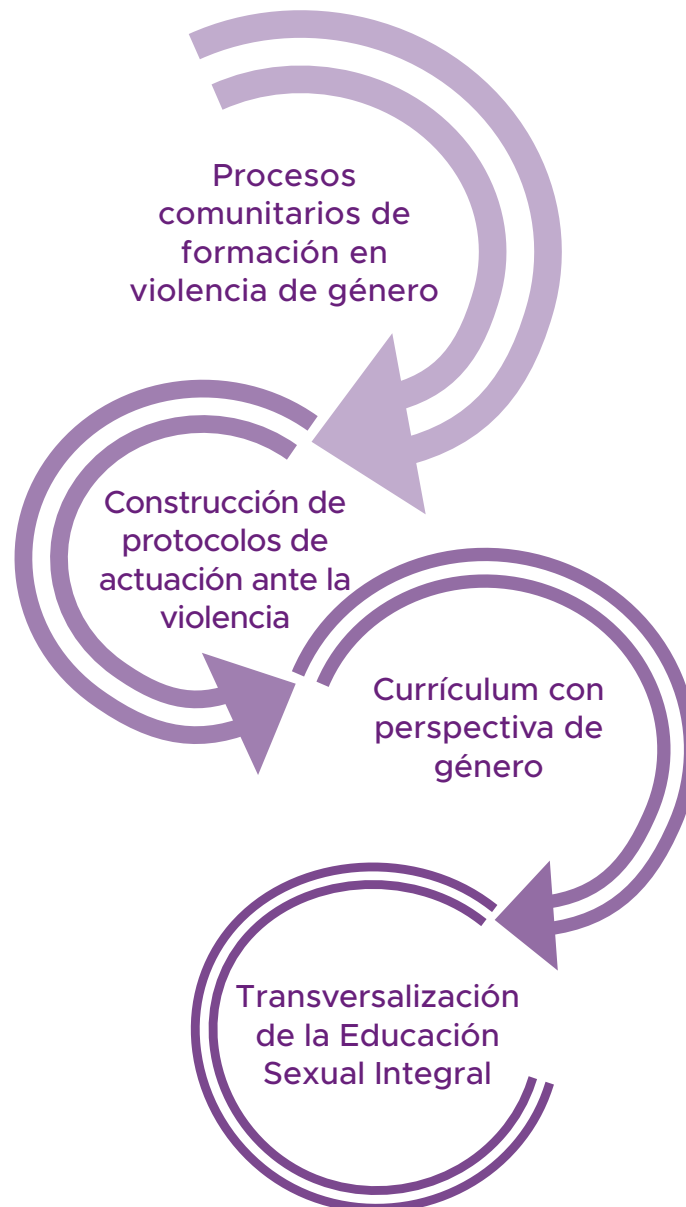 Procesos
comunitarios de
formación en
violencia de género
Construcción de
protocolos de
actuación ante la
violencia
Currículum con
perspectiva de
género
Transversalización
de la Educación
Sexual Integral